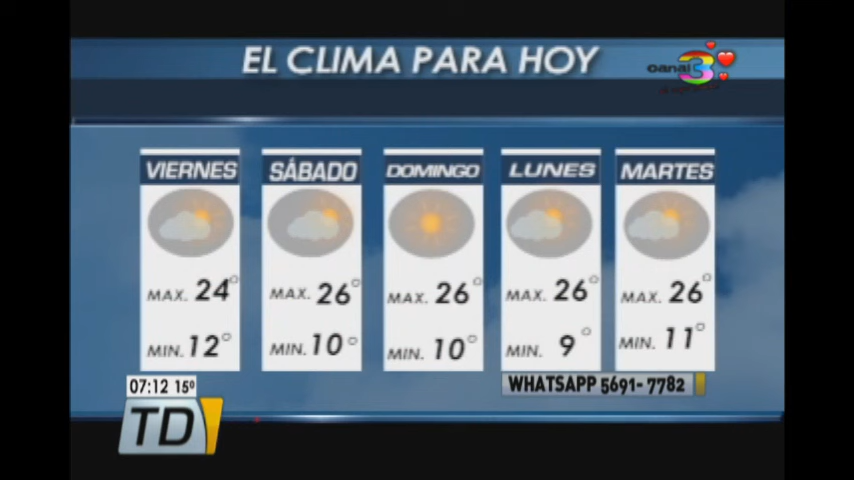 EL CLIMA PARA HOY
canal 3
VIERNES SÁBADO DOMINGO LUNES MARTES
MAX. 24° MAX. 26° MAX. 26° MAX. 26° MAX. 26°
MIN. 12° MIN. 10° MIN. 10° MIN. 9° MIN. 11°
07:12 15º
WHATSAPP 5691-7782
TD